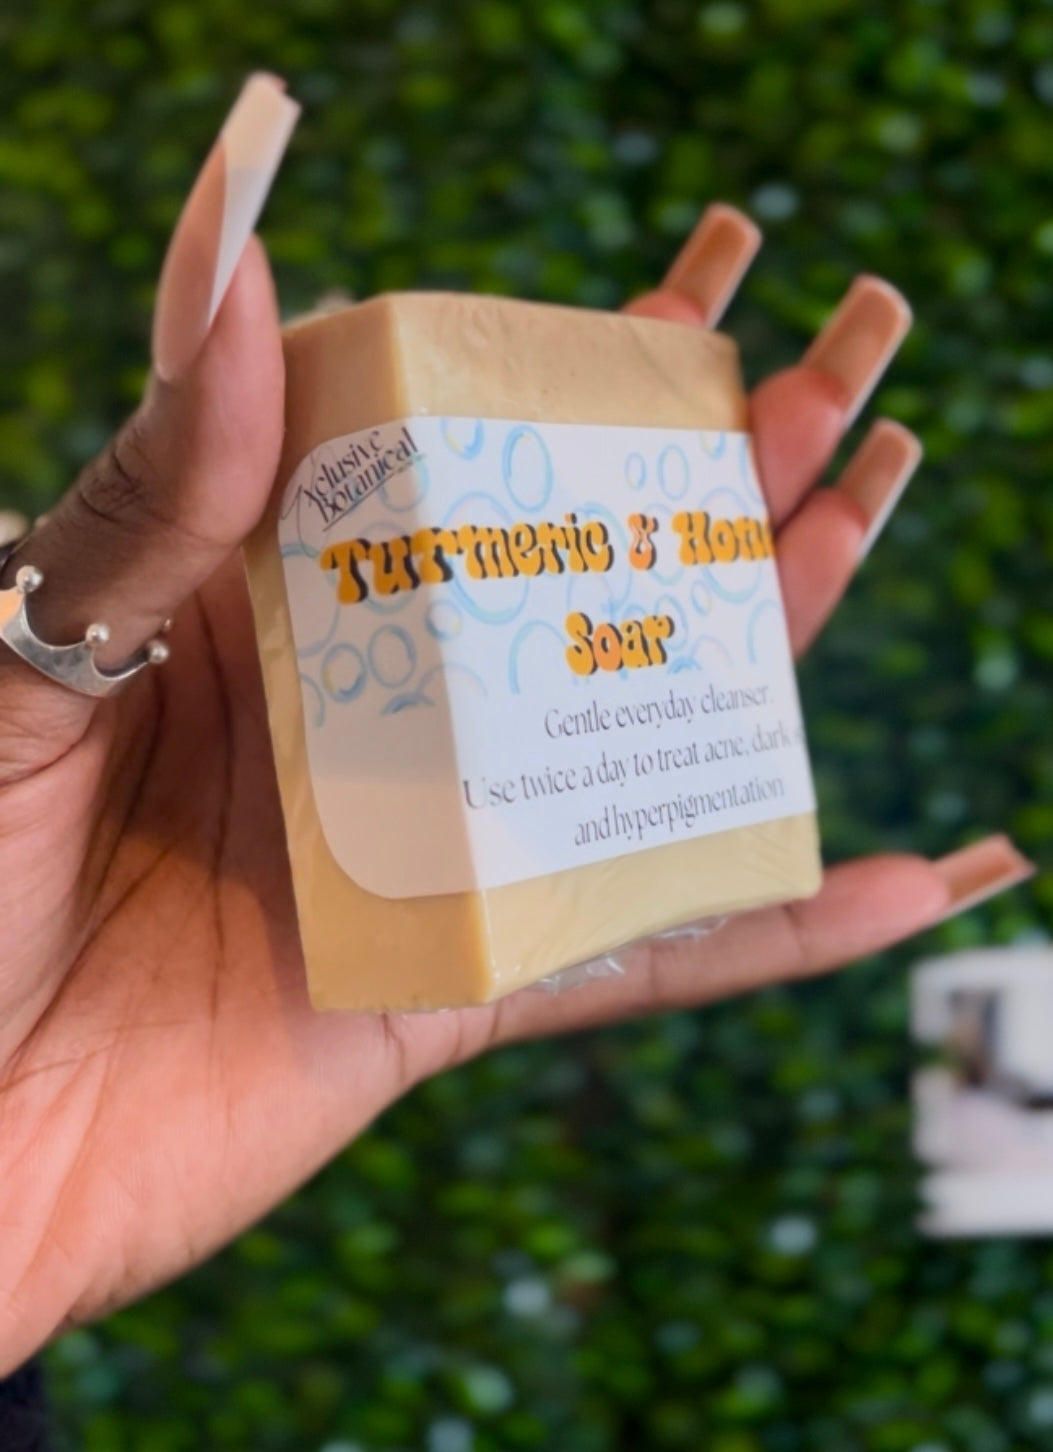 Xclusive
Botanical
Turmeric & Hon
Soap
Gentle everyday cleanser.
Use twice a day to treat acne, dark
and hyperpigmentation